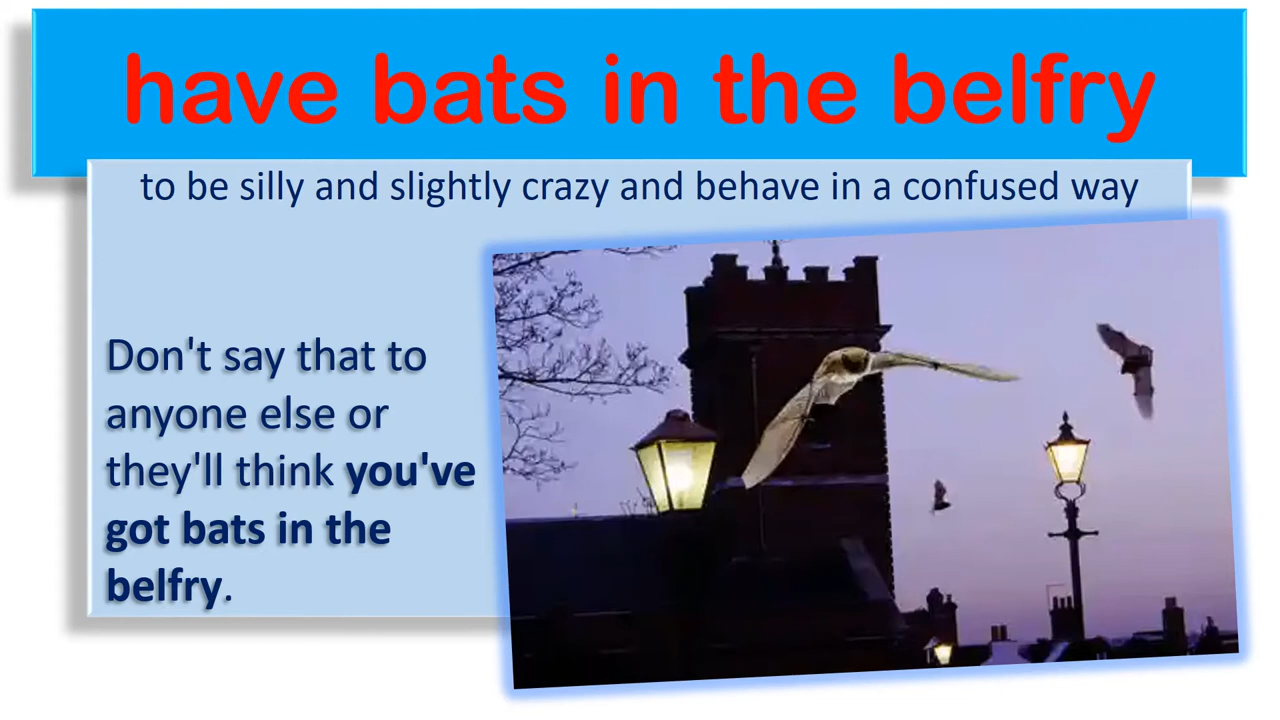 have bats in the belfry
to be silly and slightly crazy and behave in a confused way
Don't say that to
anyone else or
they'll think you've
got bats in the
belfry.